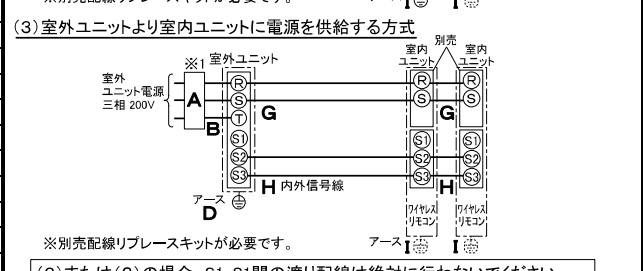 (3)室外ユニットより室内ユニットに電源を供給する方式
別売
※1
室外ユニット
室内
ユニット
室内
ユニット
室外
ユニット電源
三相 200V
A
B
R
S
T
S1
S2
S3
G
H 内外信号線
R
S
S1
S2
S3
G
H
R
S
S1
S2
S3
アース
D
ワイヤレス
リモコン
ワイヤレス
リモコン
※別売配線リプレースキットが必要です。
アース
I
I